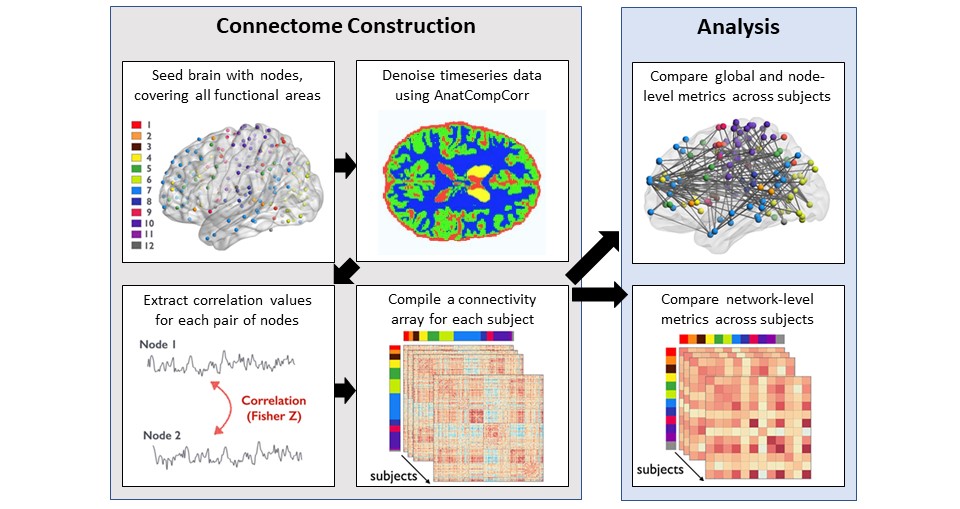 Connectome Construction
Seed brain with nodes,
covering all functional areas
1
2
3
4
5
6
7
8
9
10
11
12
Denoise timeseries data
using AnatCompCorr
Extract correlation values
for each pair of nodes
Node 1
Correlation
(Fisher Z)
Node 2
Compile a connectivity
array for each subject
subjects
Analysis
Compare global and node-
level metrics across subjects
Compare network-level
metrics across subjects
subjects